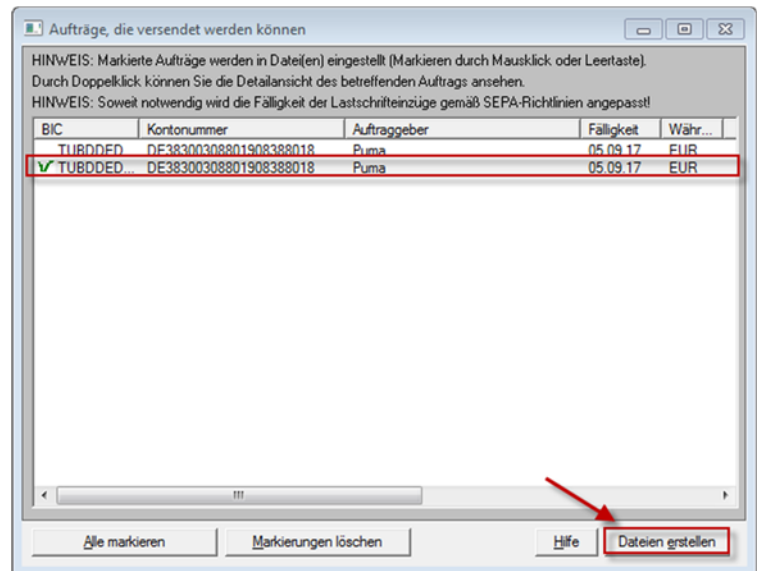 Aufträge, die versendet werden können
HINWEIS: Markierte Aufträge werden in Datei(en) eingestellt (Markieren durch Mausklick oder Leertaste).
Durch Doppelklick können Sie die Detailansicht des betreffenden Auftrags ansehen.
HINWEIS: Soweit notwendig wird die Fälligkeit der Lastschrifteinzüge gemäß SEPA-Richtlinien angepasst!
BIC Kontonummer Auftraggeber Fälligkeit Währ...
TUBDDED... DE38300308801908388018 Puma 05.09.17 EUR
TUBDDED... DE38300308801908388018 Puma 05.09.17 EUR
Alle markieren Markierungen löschen Hilfe Dateien erstellen